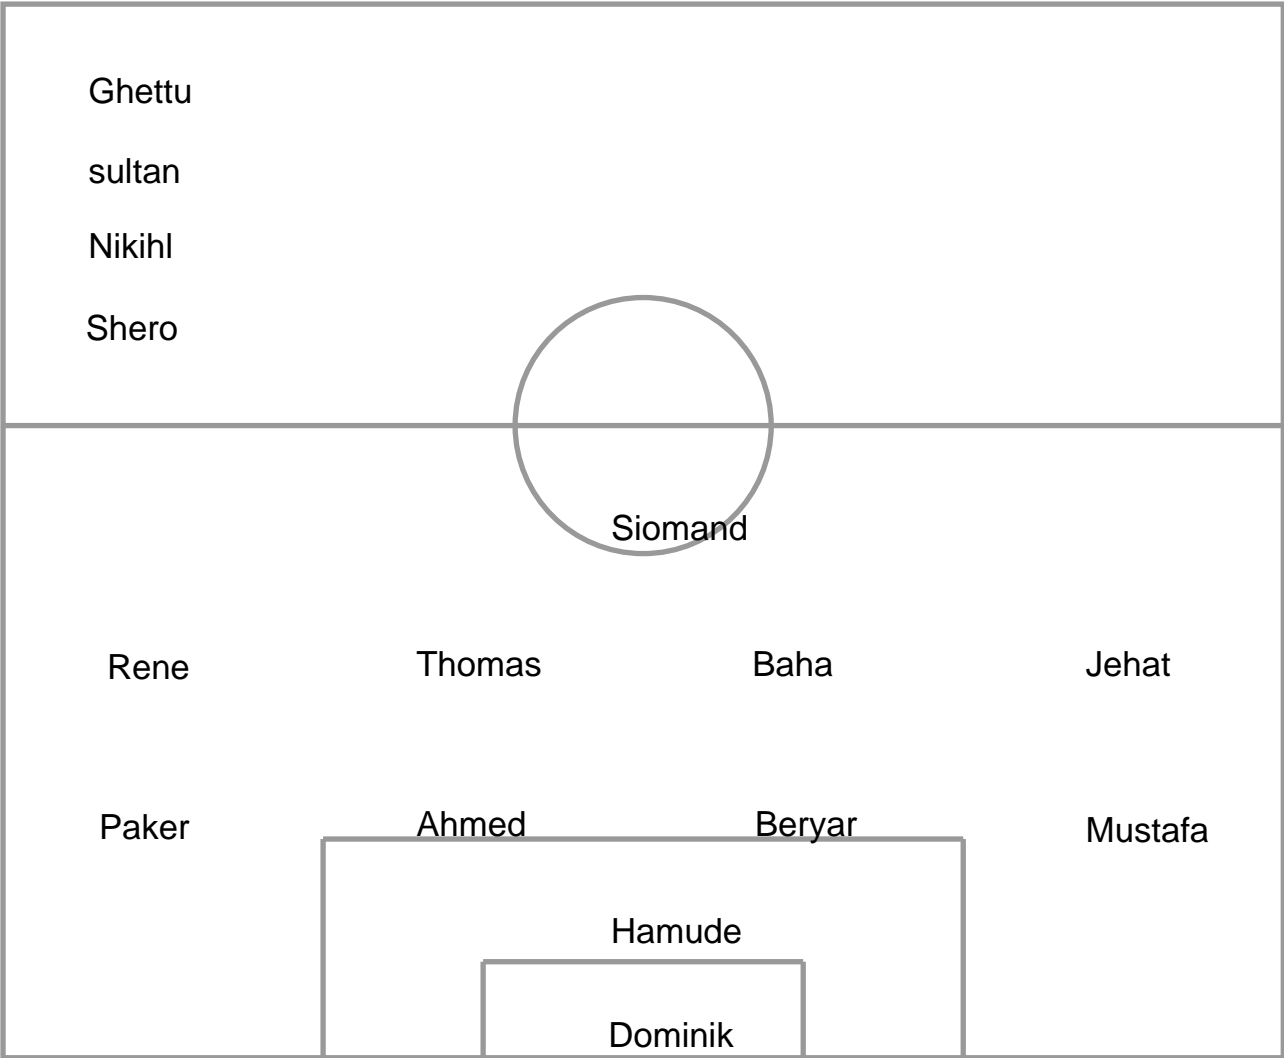 Ghettu
sultan
Nikihl
Shero
Siomand
Rene Thomas Baha Jehat
Paker Ahmed Beryar Mustafa
Hamude
Dominik